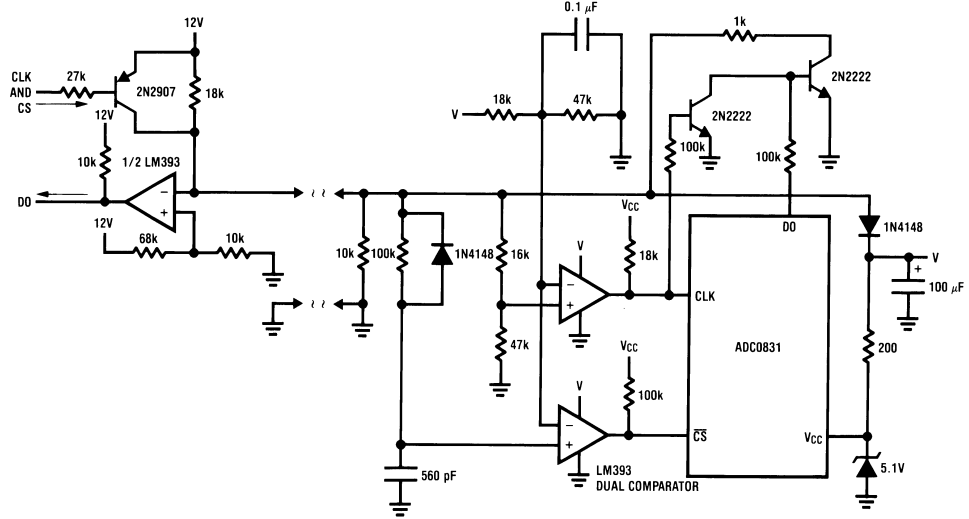 0.1 µF
12V
1k
CLK
AND
CS
27k
2N2907
18k
2N2222
18k
47k
V
2N2222
12V
10k
1/2 LM393
100k
100k
DO
12V
68k
10k
10k
100k
1N4148
16k
V
VCC
18k
DO
1N4148
V
+
100 µF
−
+
−
+
CLK
47k
VCC
ADC0831
200
V
100k
−
+
CS
VCC
560 pF
LM393
DUAL COMPARATOR
5.1V